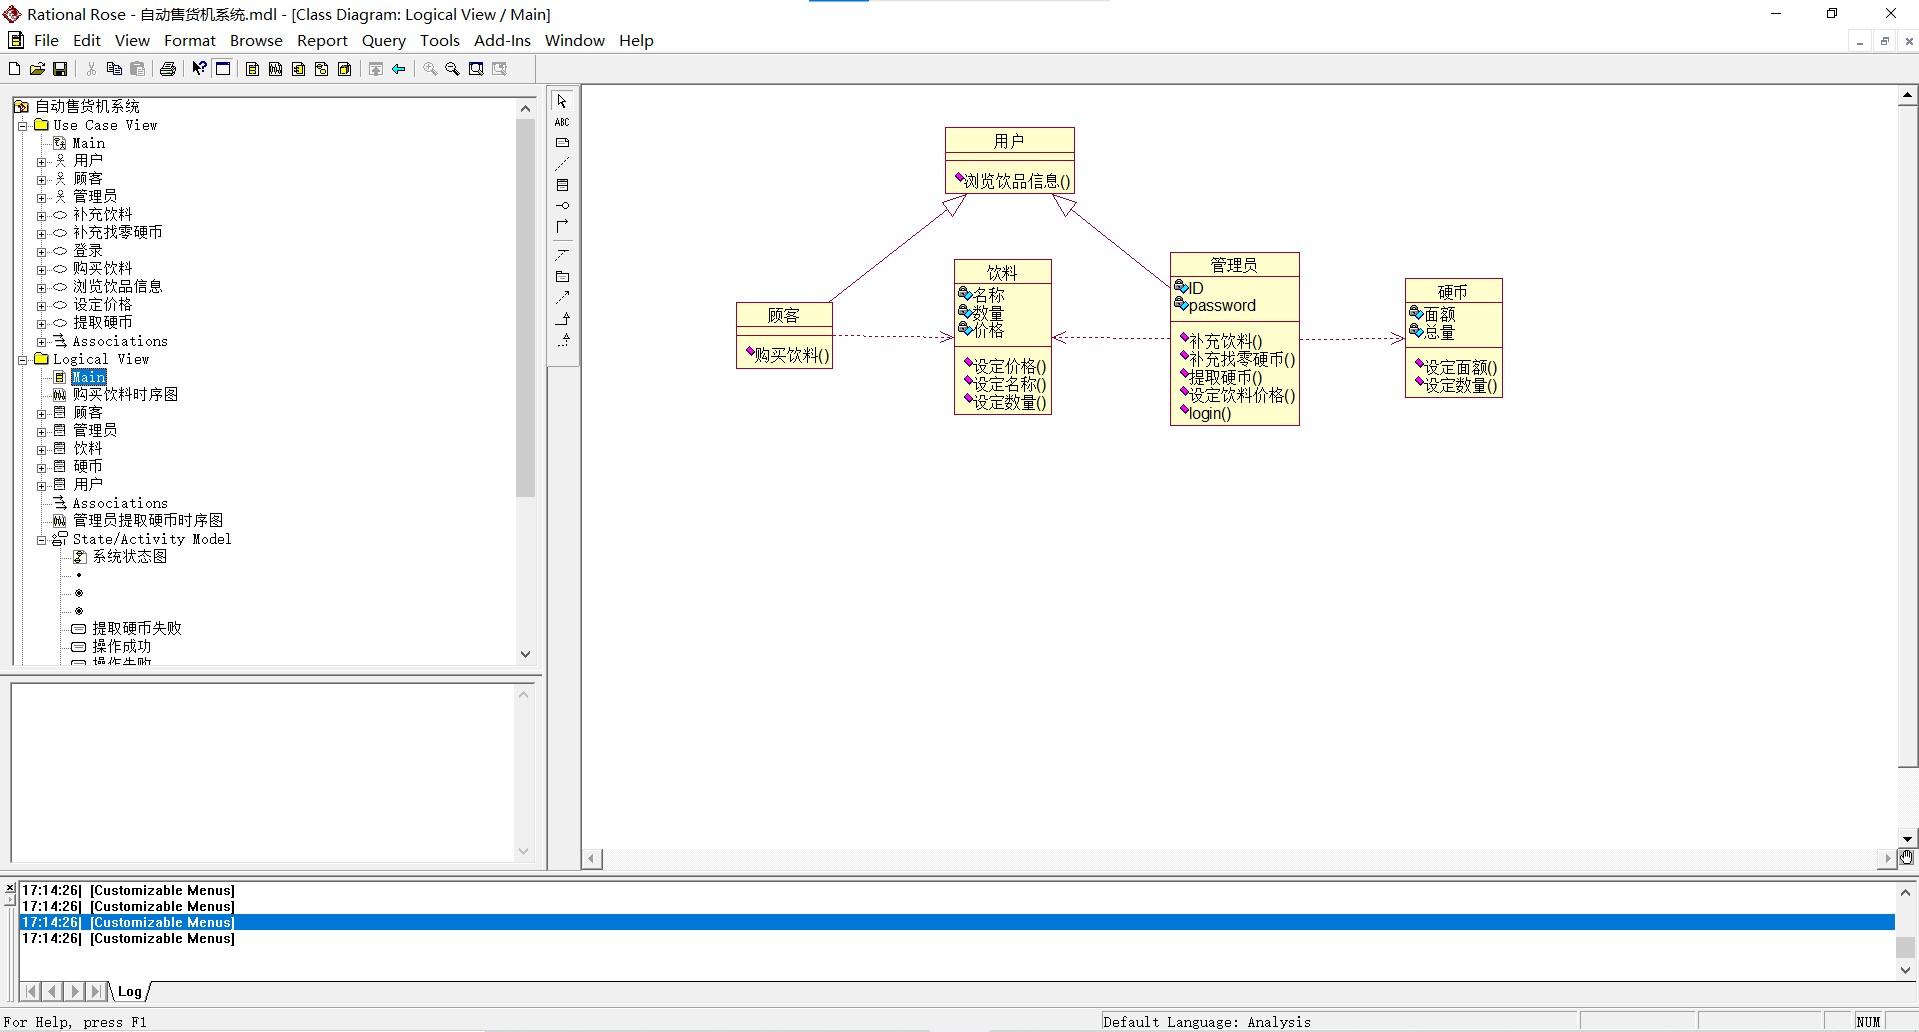 Rational Rose - 自动售货机系统.mdl - [Class Diagram: Logical View / Main]
File Edit View Format Browse Report Query Tools Add-Ins Window Help
自动售货机系统
Use Case View
Main
用户
顾客
管理员
补充饮料
补充找零硬币
登录
购买饮料
浏览饮品信息
设定价格
提取硬币
Associations
Logical View
Main
购买饮料时序图
顾客
管理员
饮料
硬币
用户
Associations
管理员提取硬币时序图
State/Activity Model
系统状态图
提取硬币失败
操作成功
操作失败
ABC
用户
浏览饮品信息()
顾客
购买饮料()
饮料
名称
数量
价格
设定价格()
设定名称()
设定数量()
管理员
ID
password
补充饮料()
补充找零硬币()
提取硬币()
设定饮料价格()
login()
硬币
面额
总量
设定面额()
设定数量()
17:14:26| [Customizable Menus]
17:14:26| [Customizable Menus]
17:14:26| [Customizable Menus]
17:14:26| [Customizable Menus]
Log
For Help, press F1
Default Language: Analysis
NUM